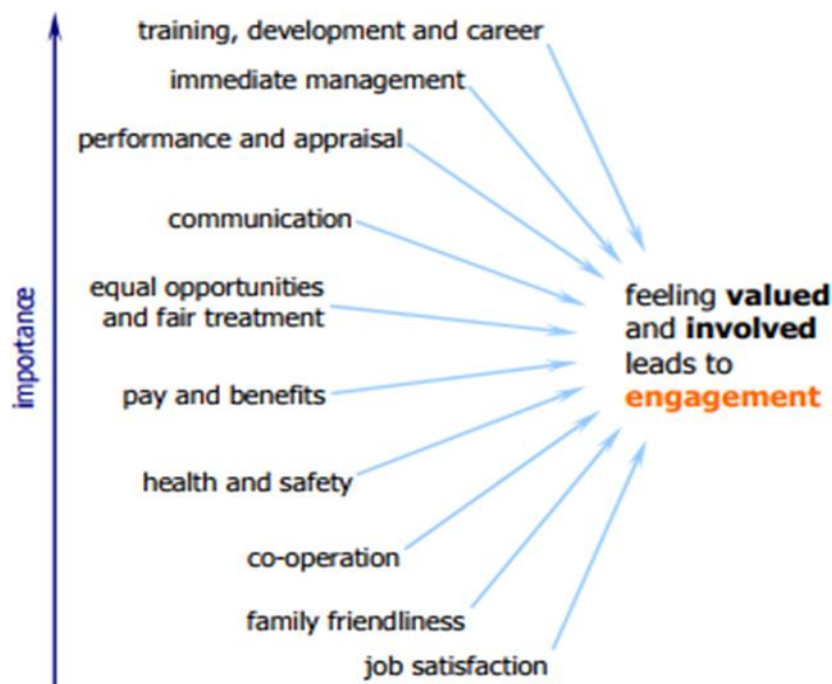 training, development and career
immediate management
performance and appraisal
communication
equal opportunities
and fair treatment
pay and benefits
health and safety
co-operation
family friendliness
job satisfaction
importance
feeling valued
and involved
leads to
engagement